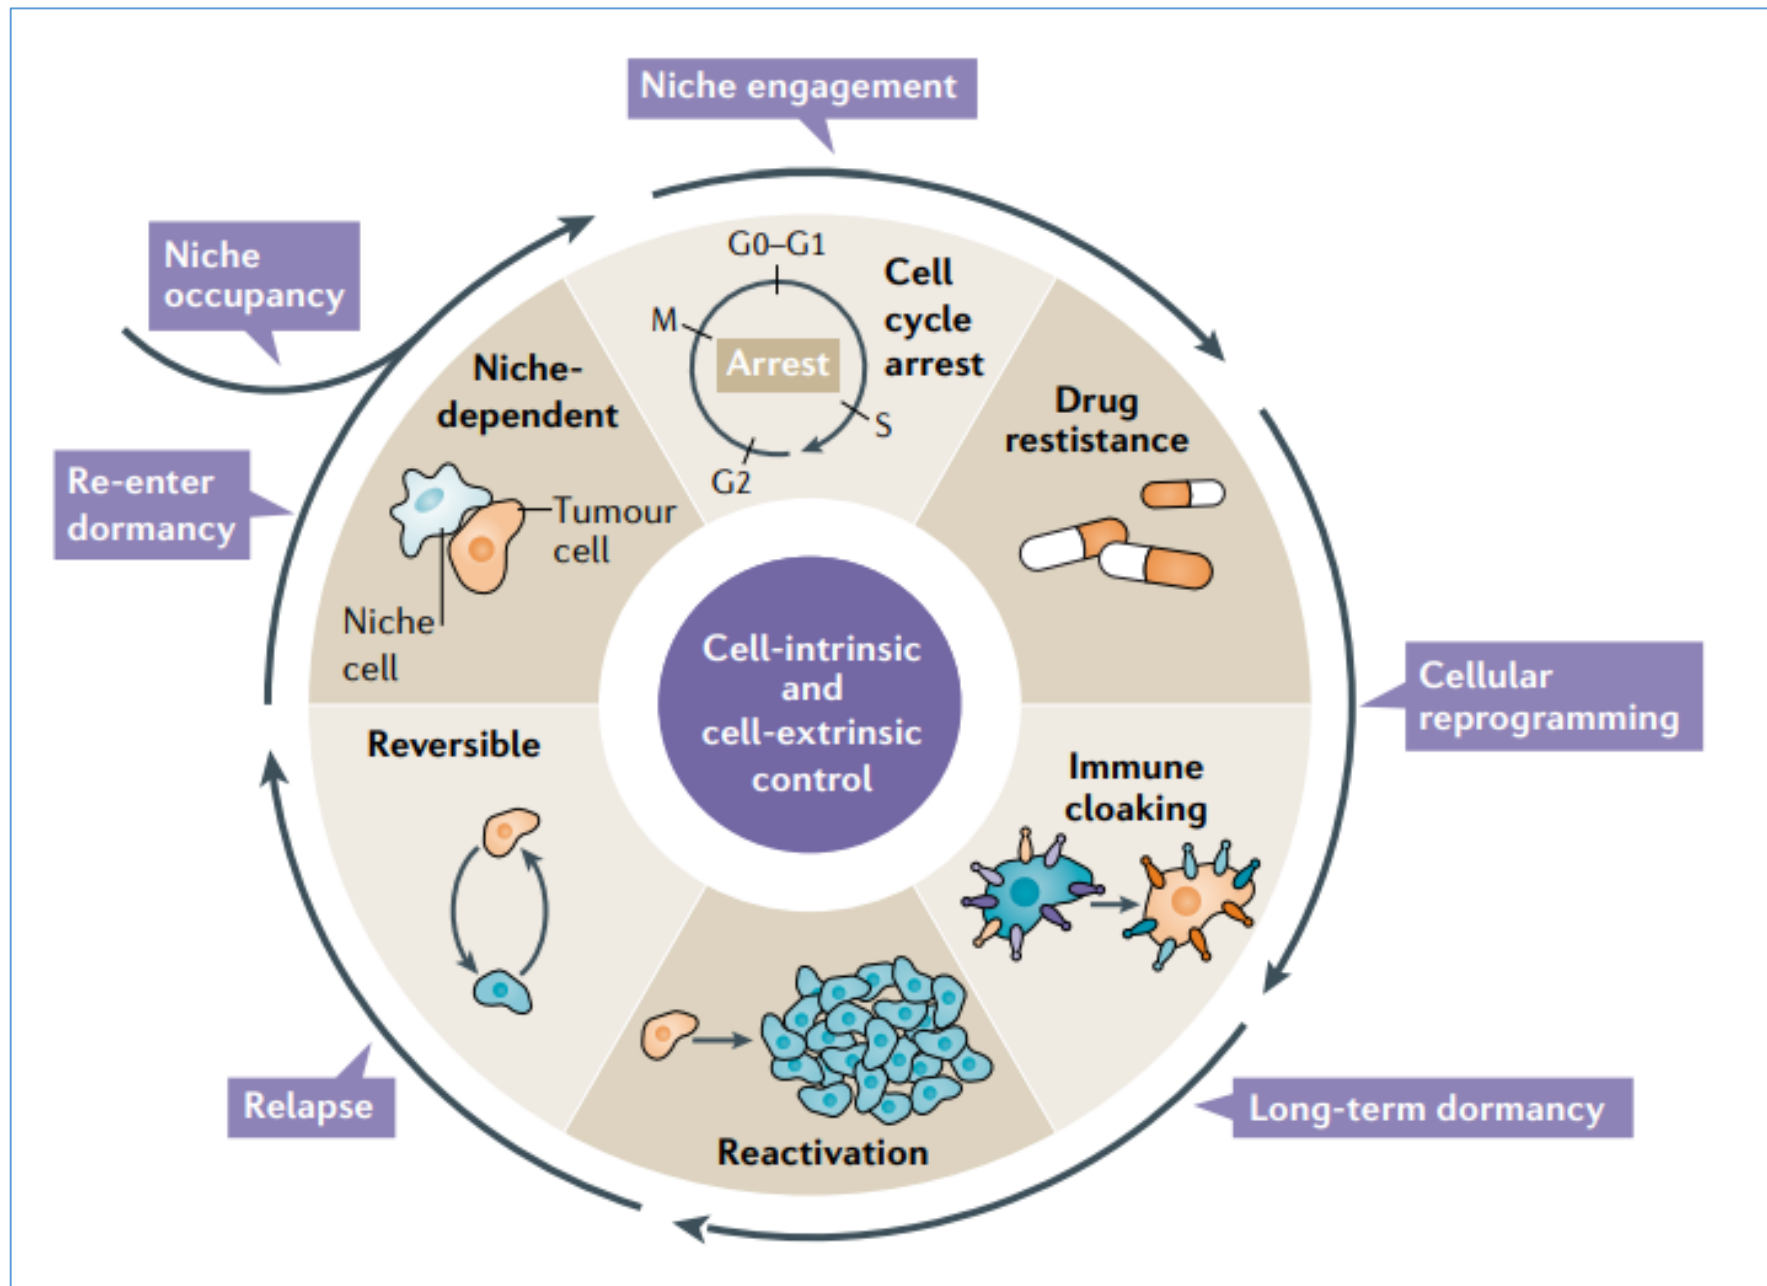 Niche engagement
Niche
occupancy
Re-enter
dormancy
Cellular
reprogramming
Long-term dormancy
Relapse
G0–G1
M
Arrest
S
G2
Cell
cycle
arrest
Drug
restistance
Immune
cloaking
Reactivation
Reversible
Niche-
dependent
Tumour
cell
Niche
cell
Cell-intrinsic
and
cell-extrinsic
control